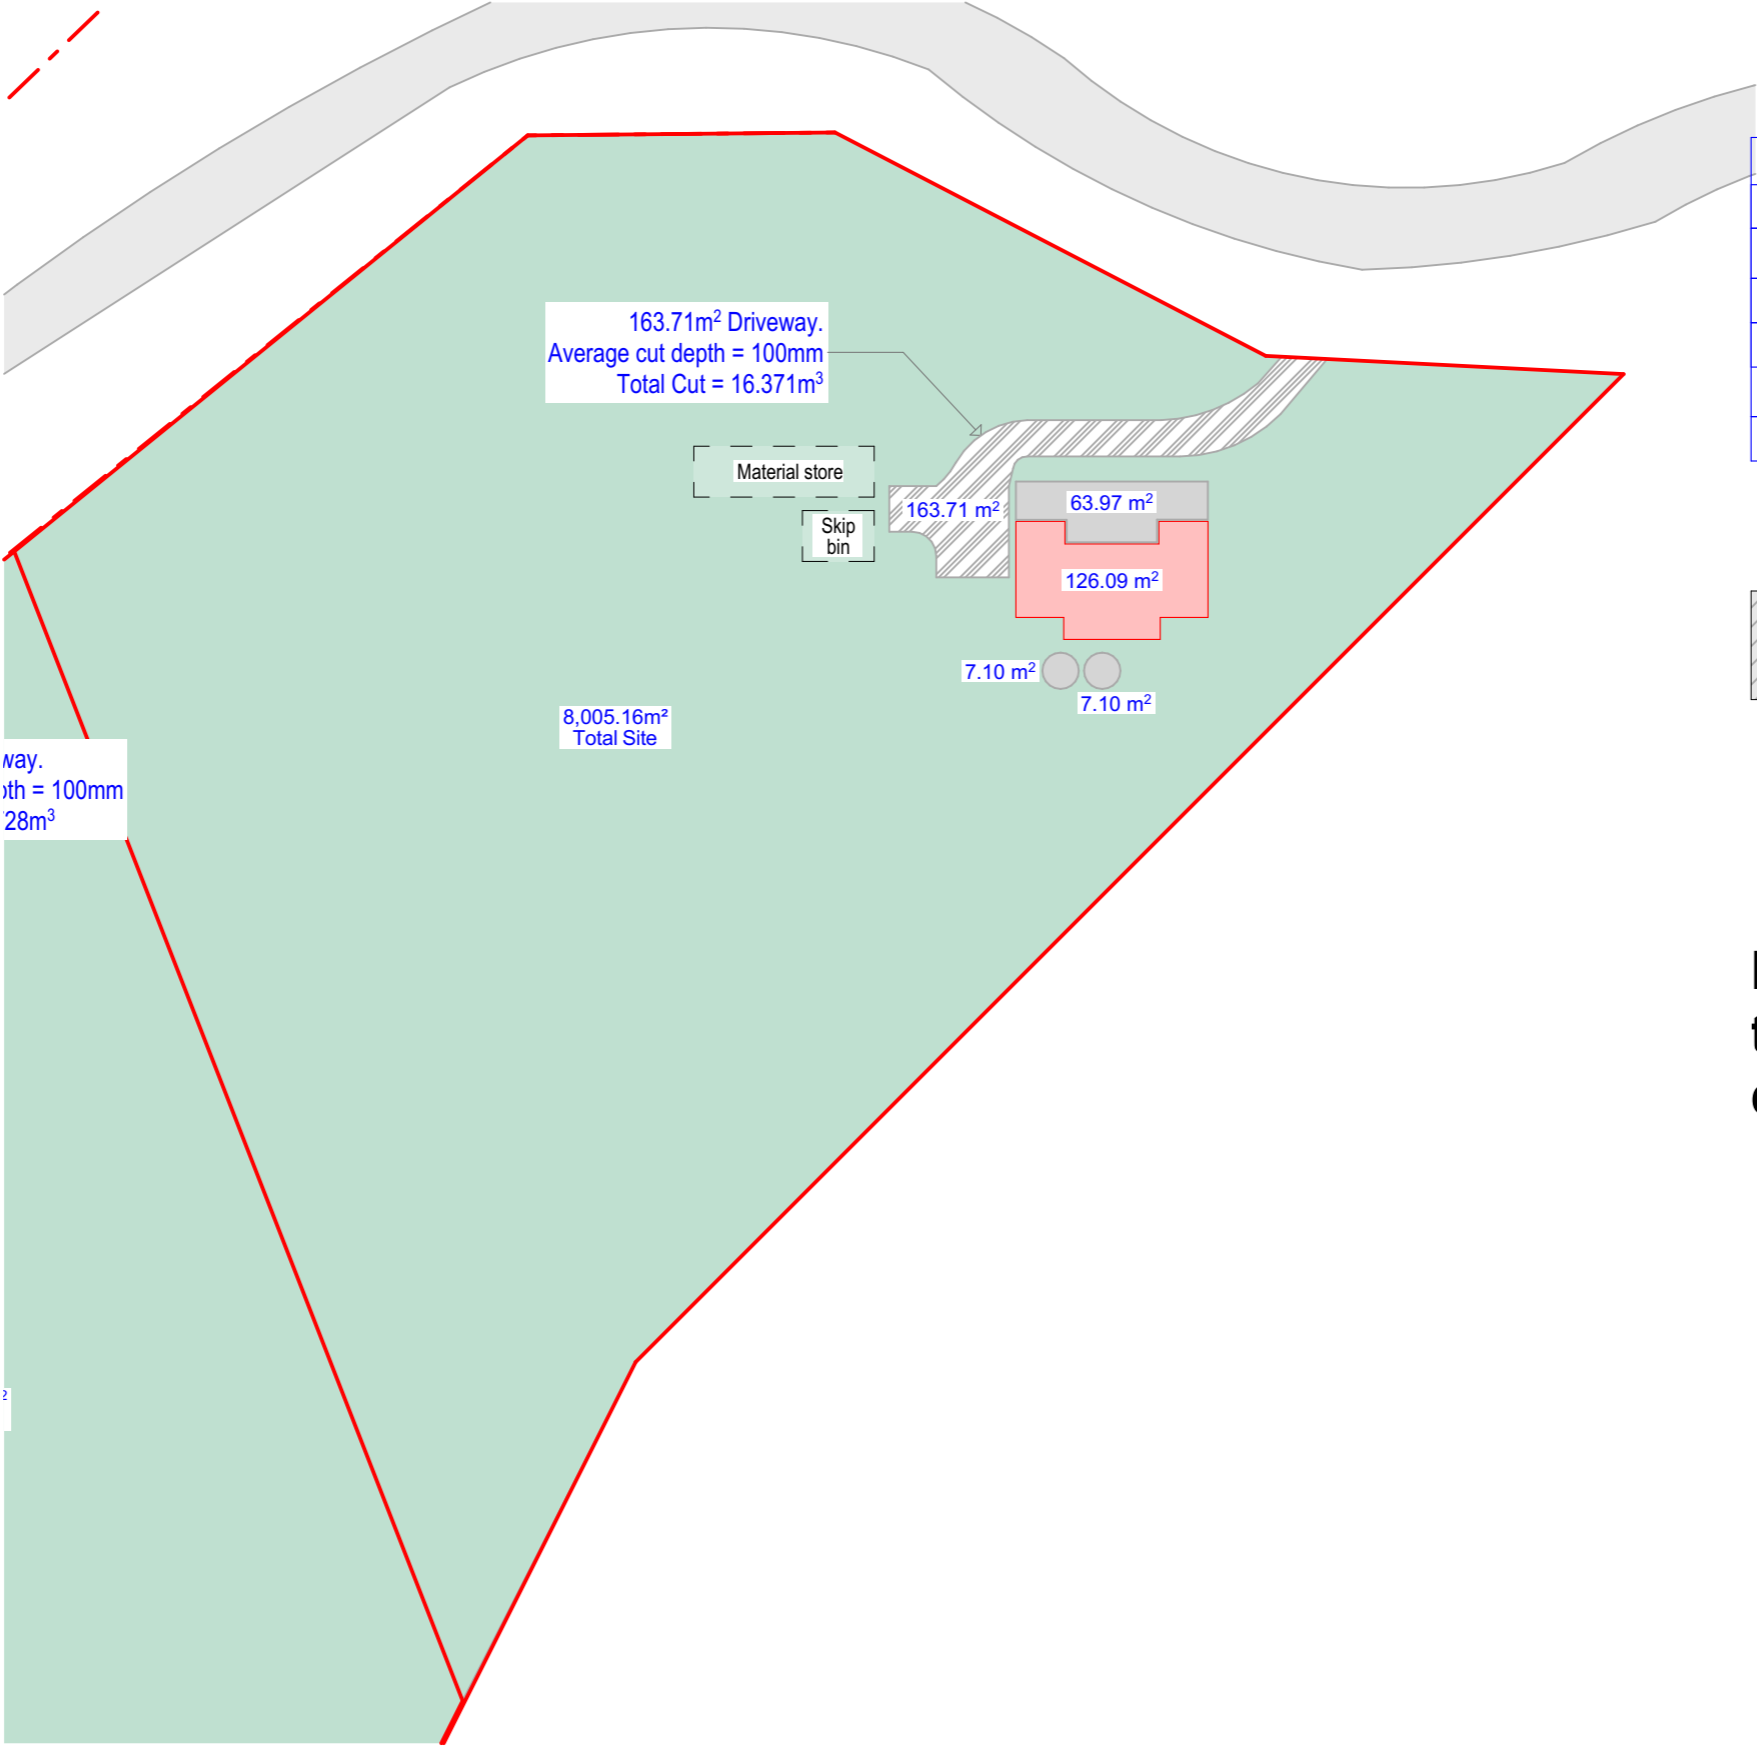 163.71m² Driveway.
Average cut depth = 100mm
Total Cut = 16.371m³
Material store
Skip
bin
163.71 m²
63.97 m²
126.09 m²
7.10 m²
7.10 m²
8,005.16m²
Total Site
way.
= 100mm
28m³